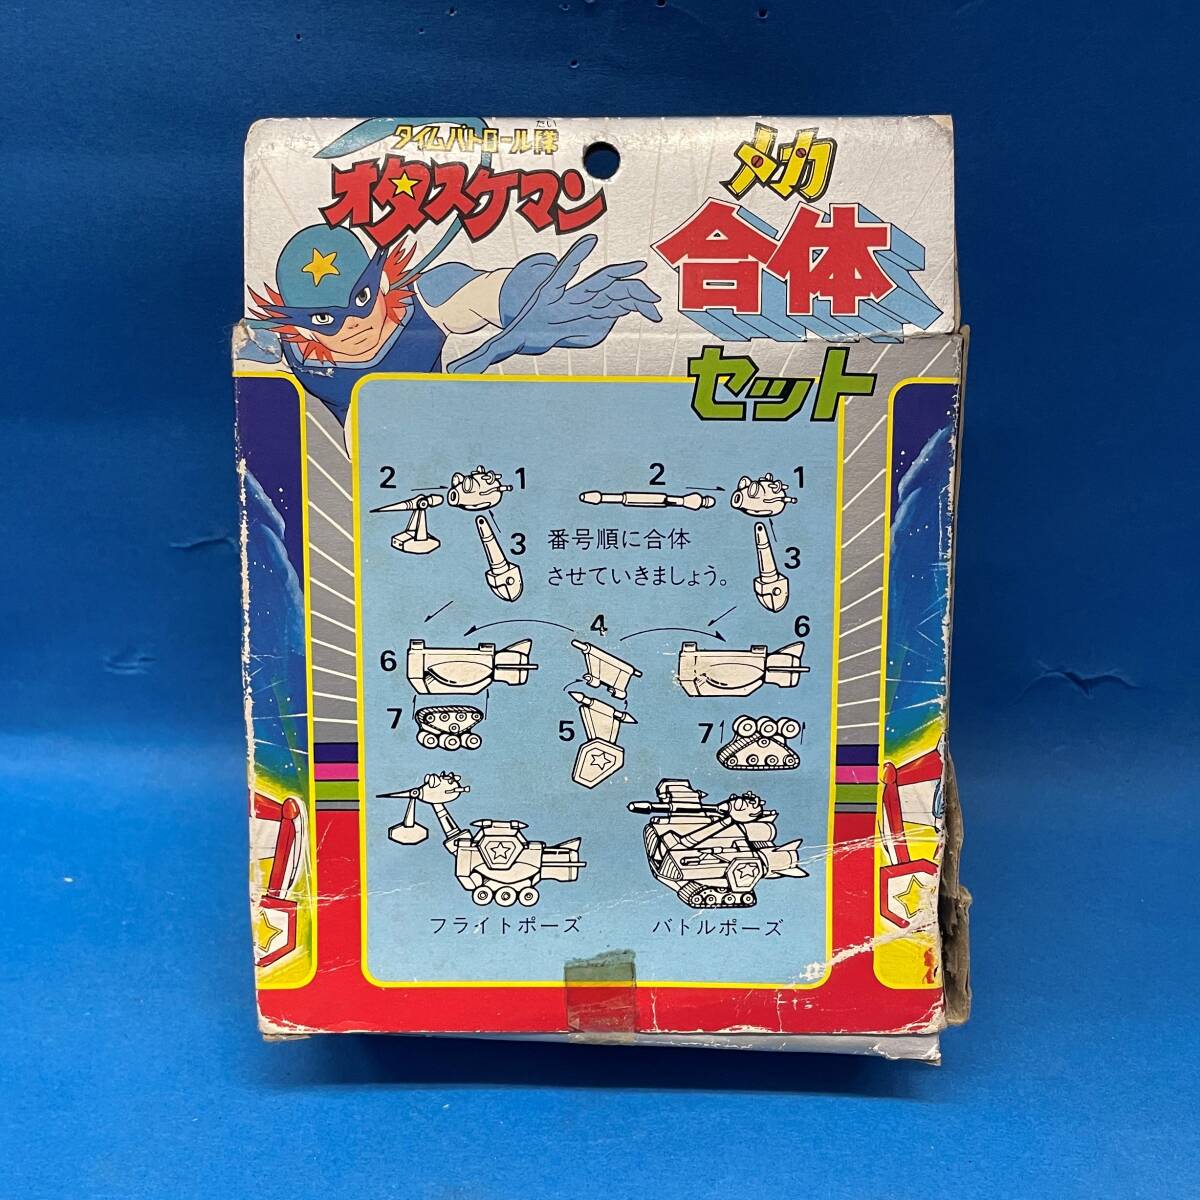 タイムパトロール隊
たい
オタスケマン
メカ
合体
セット
2 1
2 1
3
3
番号順に合体
させていきましょう。
4
6
6
7
5
7
フライトポーズ
バトルポーズ